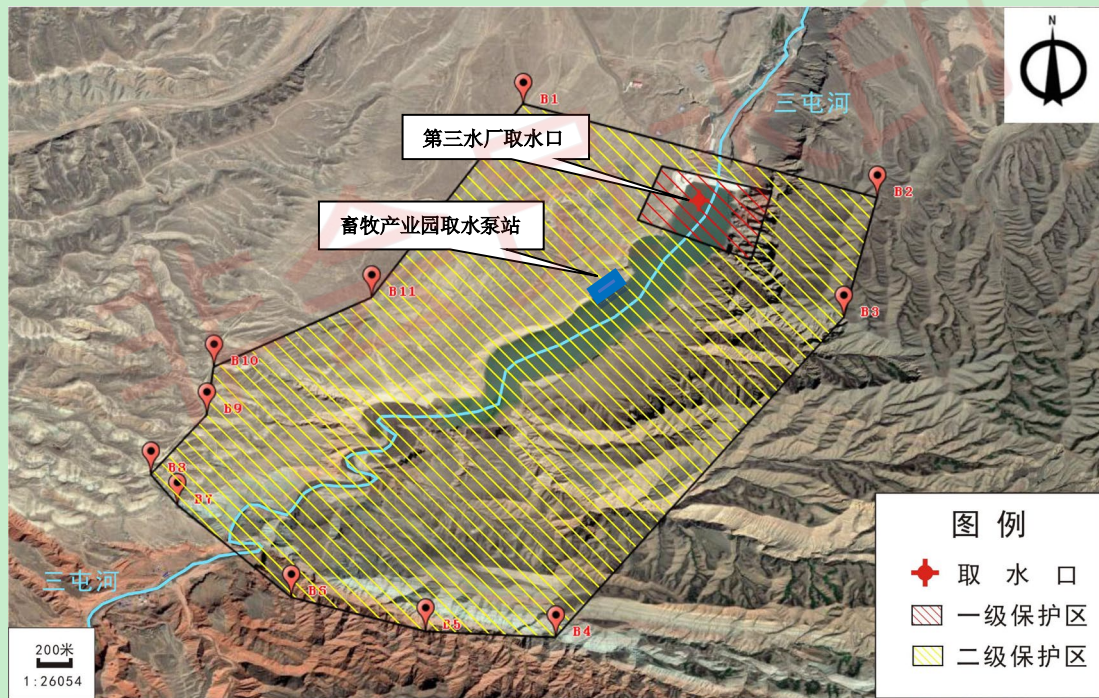 N
B1
三屯河
第三水厂取水口
B2
畜牧产业园取水泵站
B11
B3
B10
B9
B3
B7
三屯河
B6
B5
B4
图例
取水口
一级保护区
二级保护区
200米
1:26054